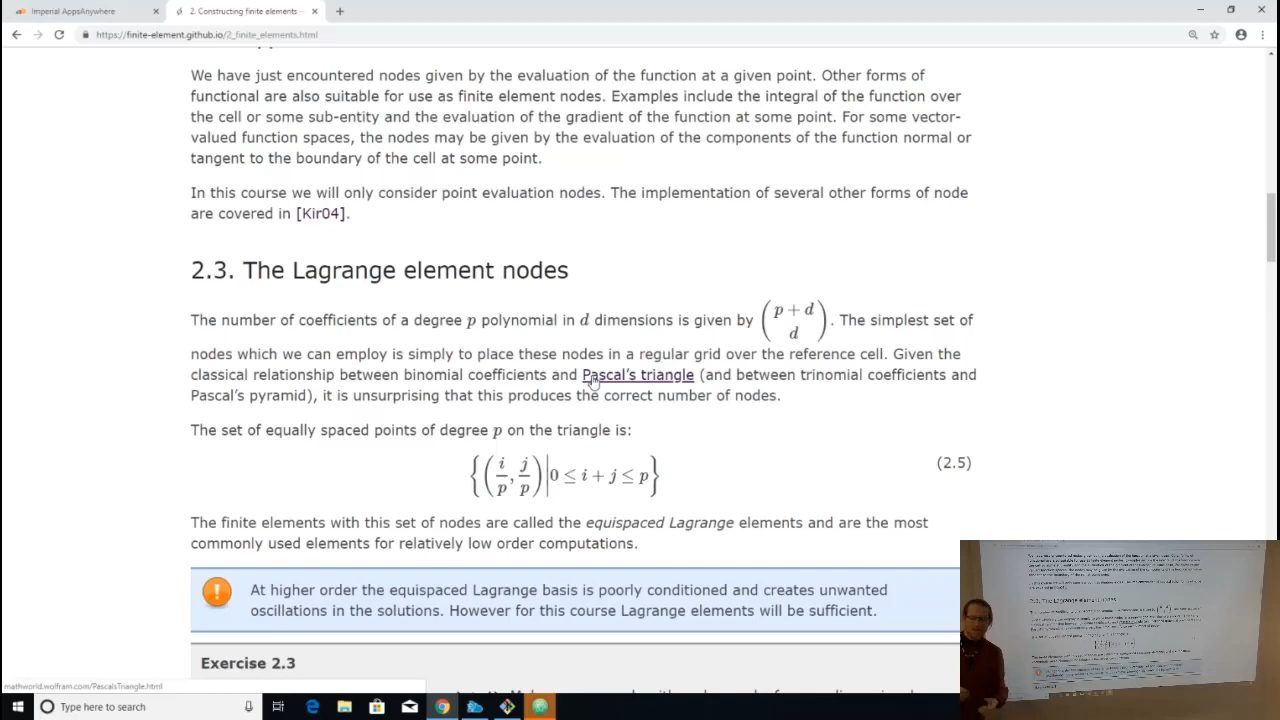 Imperial AppsAnywhere
2. Constructing finite elements —
https://finite-element.github.io/2_finite_elements.html
We have just encountered nodes given by the evaluation of the function at a given point. Other forms of
functional are also suitable for use as finite element nodes. Examples include the integral of the function over
the cell or some sub-entity and the evaluation of the gradient of the function at some point. For some vector-
valued function spaces, the nodes may be given by the evaluation of the components of the function normal or
tangent to the boundary of the cell at some point.
In this course we will only consider point evaluation nodes. The implementation of several other forms of node
are covered in [Kir04].
2.3. The Lagrange element nodes
The number of coefficients of a degree p polynomial in d dimensions is given by (p + d
d). The simplest set of
nodes which we can employ is simply to place these nodes in a regular grid over the reference cell. Given the
classical relationship between binomial coefficients and Pascal's triangle (and between trinomial coefficients and
Pascal's pyramid), it is unsurprising that this produces the correct number of nodes.
The set of equally spaced points of degree p on the triangle is:
{(i/p, j/p)|0 ≤ i + j ≤ p} (2.5)
The finite elements with this set of nodes are called the equispaced Lagrange elements and are the most
commonly used elements for relatively low order computations.
At higher order the equispaced Lagrange basis is poorly conditioned and creates unwanted
oscillations in the solutions. However for this course Lagrange elements will be sufficient.
Exercise 2.3
mathworld.wolfram.com/PascalsTriangle.html
Type here to search